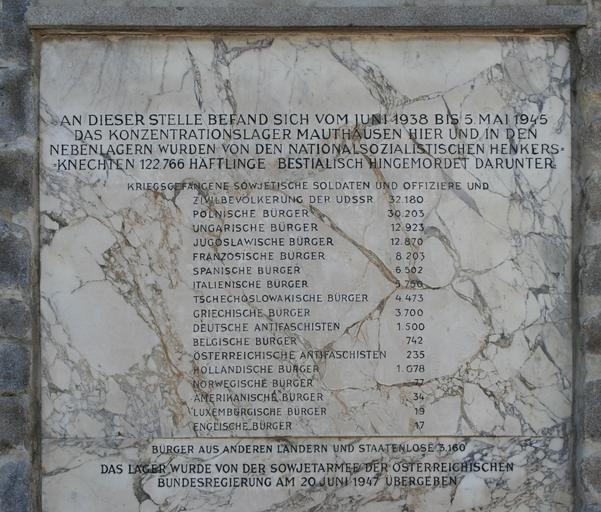 AN DIESER STELLE BEFAND SICH VOM JUNI 1938 BIS 5. MAI 1945
DAS KONZENTRATIONSLAGER MAUTHAUSEN HIER UND IN DEN
NEBENLAGERN WURDEN VON DEN NATIONALSOZIALISTISCHEN HENKERS=
=KNECHTEN 122.766 HÄFTLINGE BESTIALISCH HINGEMORDET DARUNTER:
KRIEGSGEFANGENE SOWJETISCHE SOLDATEN UND OFFIZIERE UND
ZIVILBEVÖLKERUNG DER UDSSR 32.180
POLNISCHE BÜRGER 30.203
UNGARISCHE BÜRGER 12.923
JUGOSLAWISCHE BÜRGER 12.870
FRANZÖSISCHE BÜRGER 8.203
SPANISCHE BÜRGER 6.502
ITALIENISCHE BÜRGER 5.750
TSCHECHOSLOWAKISCHE BÜRGER 4.473
GRIECHISCHE BÜRGER 3.700
DEUTSCHE ANTIFASCHISTEN 1.500
BELGISCHE BÜRGER 742
ÖSTERREICHISCHE ANTIFASCHISTEN 235
HOLLÄNDISCHE BÜRGER 1.078
NORWEGISCHE BÜRGER 77
AMERIKANISCHE BÜRGER 34
LUXEMBURGISCHE BÜRGER 19
ENGLISCHE BÜRGER 17
BÜRGER AUS ANDEREN LÄNDERN UND STAATENLOSE 3.160
DAS LAGER WURDE VON DER SOWJETARMEE DER ÖSTERREICHISCHEN
BUNDESREGIERUNG AM 20 JUNI 1947 ÜBERGEBEN